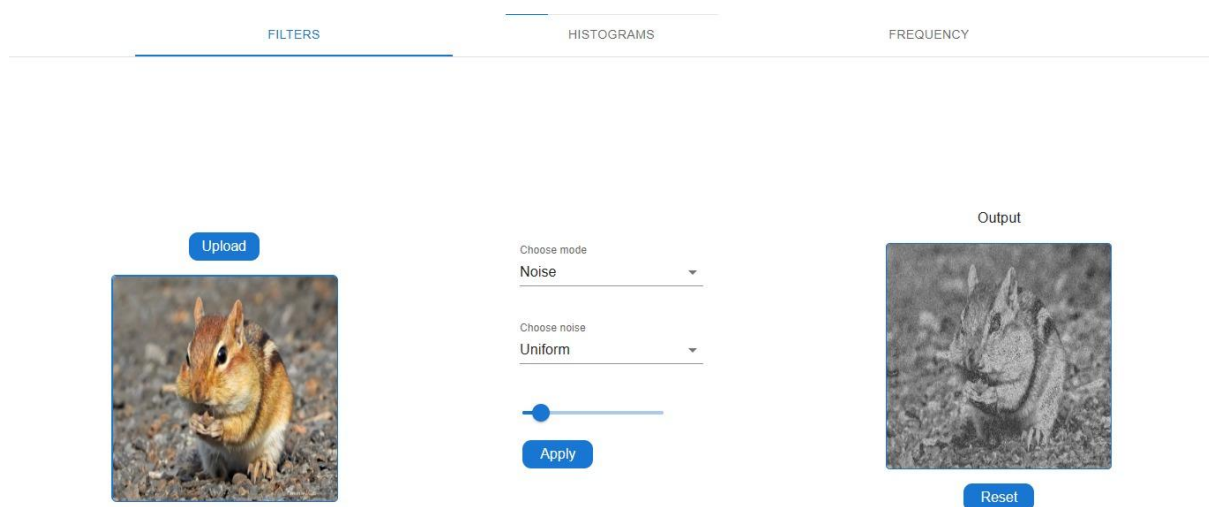 FILTERS HISTOGRAMS FREQUENCY
Output
Upload
Choose mode
Noise
Choose noise
Uniform
Apply
Reset